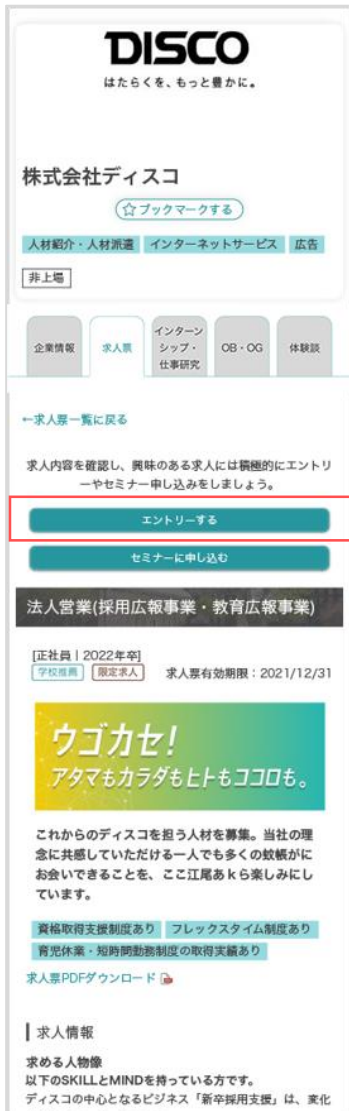 DISCO
はたらくを、もっと豊かに。
株式会社ディスコ
ブックマークする
人材紹介・人材派遣 インターネットサービス 広告
非上場
企業情報
求人票
インターン
シップ・
仕事研究
OB・OG
体験談
←求人票一覧に戻る
求人内容を確認し、興味のある求人には積極的にエントリ
ーやセミナー申し込みをしましょう。
エントリーする
セミナーに申し込む
法人営業(採用広報事業・教育広報事業)
[正社員 | 2022年卒]
学校推薦 限定求人 求人票有効期限：2021/12/31
ウゴカセ!
アタマもカラダもヒトもココロも。
これからのディスコを担う人材を募集。当社の理
念に共感していただける一人でも多くの蚊帳がに
お会いできることを、ここ江尾あkら楽しみにし
ています。
資格取得支援制度あり フレックスタイム制度あり
育児休業・短時間勤務制度の取得実績あり
求人票PDFダウンロード
求人情報
求める人物像
以下のSKILLとMINDを持っている方です。
ディスコの中心となるビジネス「新卒採用支援」は、変化